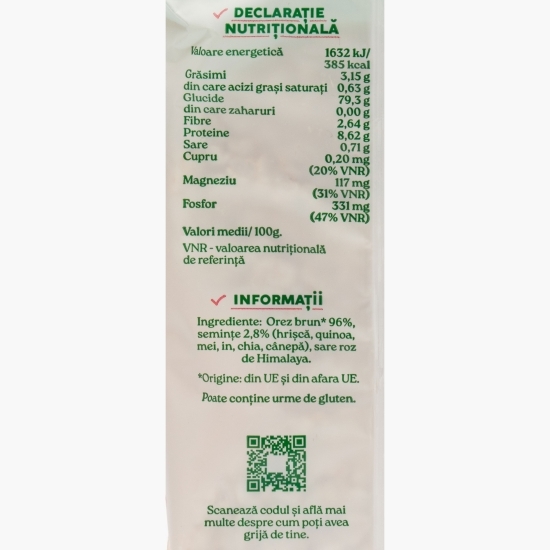 DECLARAȚIE
NUTRIȚIONALĂ
Valoare energetică 1632 kJ/
385 kcal
Grăsimi 3,15 g
din care acizi grași saturați 0,63 g
Glucide 79,3 g
din care zaharuri 0,00 g
Fibre 2,64 g
Proteine 8,62 g
Sare 0,71 g
Cupru 0,20 mg
(20% VNR)
Magneziu 117 mg
(31% VNR)
Fosfor 331 mg
(47% VNR)
Valori medii/ 100g.
VNR - valoarea nutrițională
de referință
INFORMAȚII
Ingrediente: Orez brun* 96%,
semințe 2,8% (hrișcă, quinoa,
mei, in, chia, cânepă), sare roz
de Himalaya.
*Origine: din UE și din afara UE.
Poate conține urme de gluten.
Scanează codul și află mai
multe despre cum poți avea
grijă de tine.